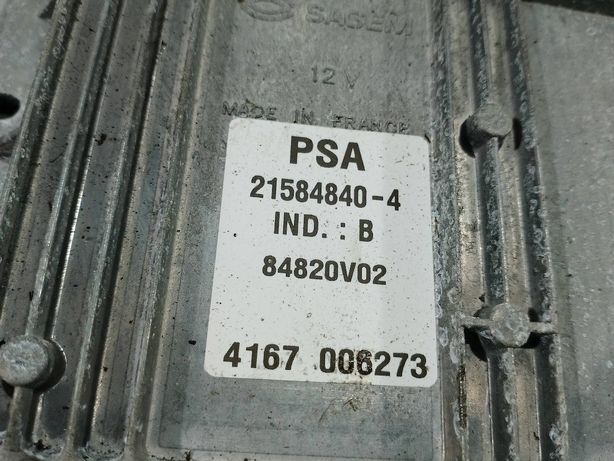 SAGEM
12 V
MADE IN FRANCE
PSA
21584840-4
IND. : B
84820V02
4167 006273